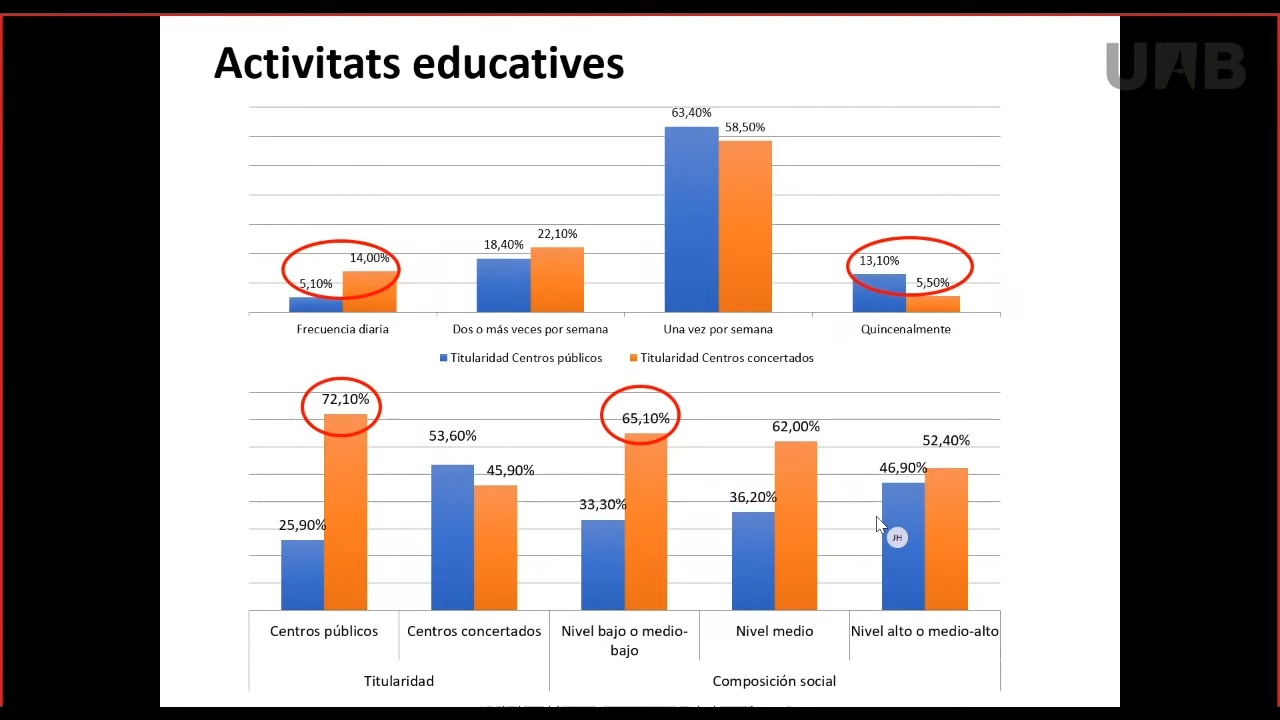 Activitats educatives
UAB
63,40%
58,50%
22,10%
18,40%
14,00%
5,10%
13,10%
5,50%
Frecuencia diaria
Dos o más veces por semana
Una vez por semana
Quincenalmente
Titularidad Centros públicos
Titularidad Centros concertados
72,10%
25,90%
53,60%
45,90%
65,10%
33,30%
62,00%
36,20%
52,40%
46,90%
JH
Centros públicos
Centros concertados
Nivel bajo o medio-
bajo
Nivel medio
Nivel alto o medio-alto
Titularidad
Composición social